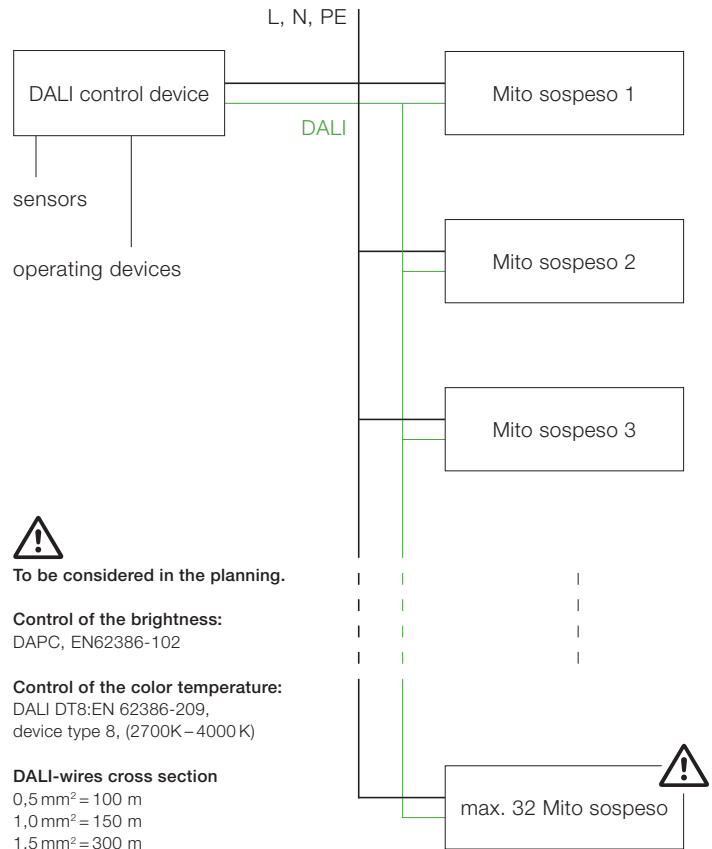 L, N, PE
DALI control device
Mito sospeso 1
DALI
sensors
operating devices
Mito sospeso 2
Mito sospeso 3
To be considered in the planning.
Control of the brightness:
DAPC, EN62386-102
Control of the color temperature:
DALI DT8:EN 62386-209,
device type 8, (2700K – 4000 K)
DALI-wires cross section
0,5 mm² = 100 m
1,0 mm² = 150 m
1,5 mm² = 300 m
max. 32 Mito sospeso